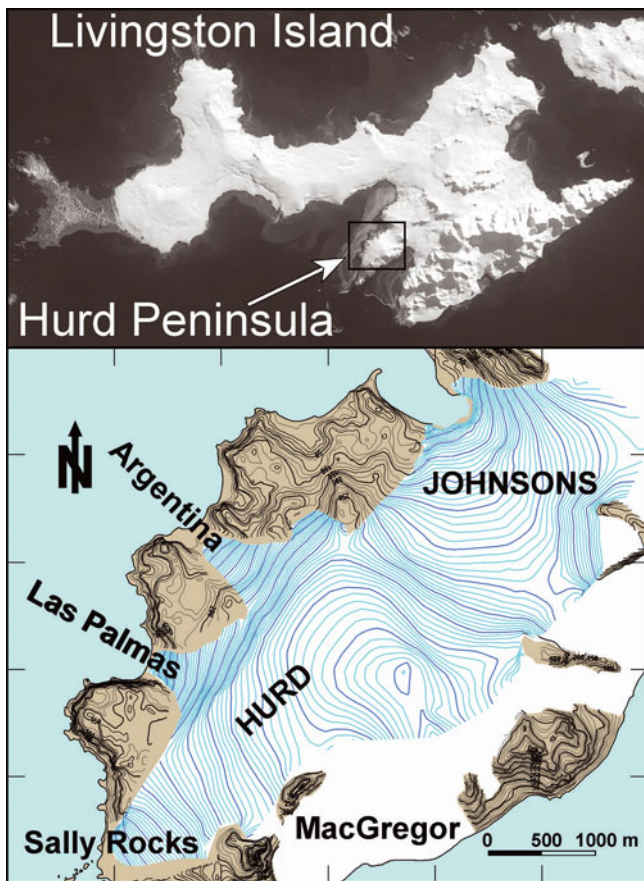 Livingston Island
Hurd Peninsula
N
Argentina
JOHNSONS
Las Palmas
HURD
Sally Rocks
MacGregor
0 500 1000 m